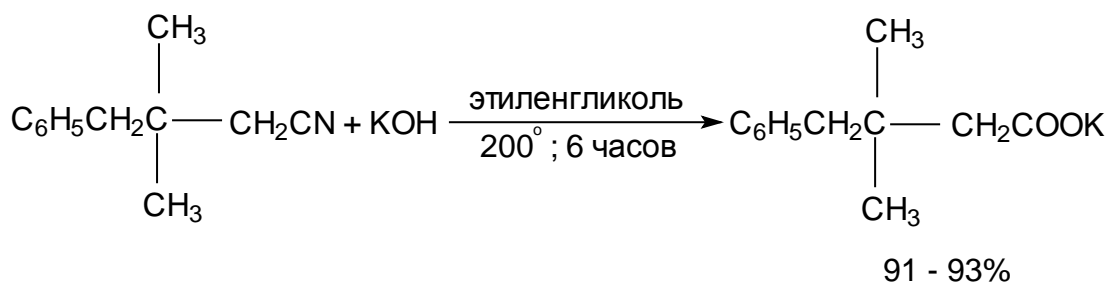 CH3 CH3
этиленгликоль
C6H5CH2C CH2CN + KOH C6H5CH2C CH2COOK
200° ; 6 часов
CH3 CH3
91 - 93%